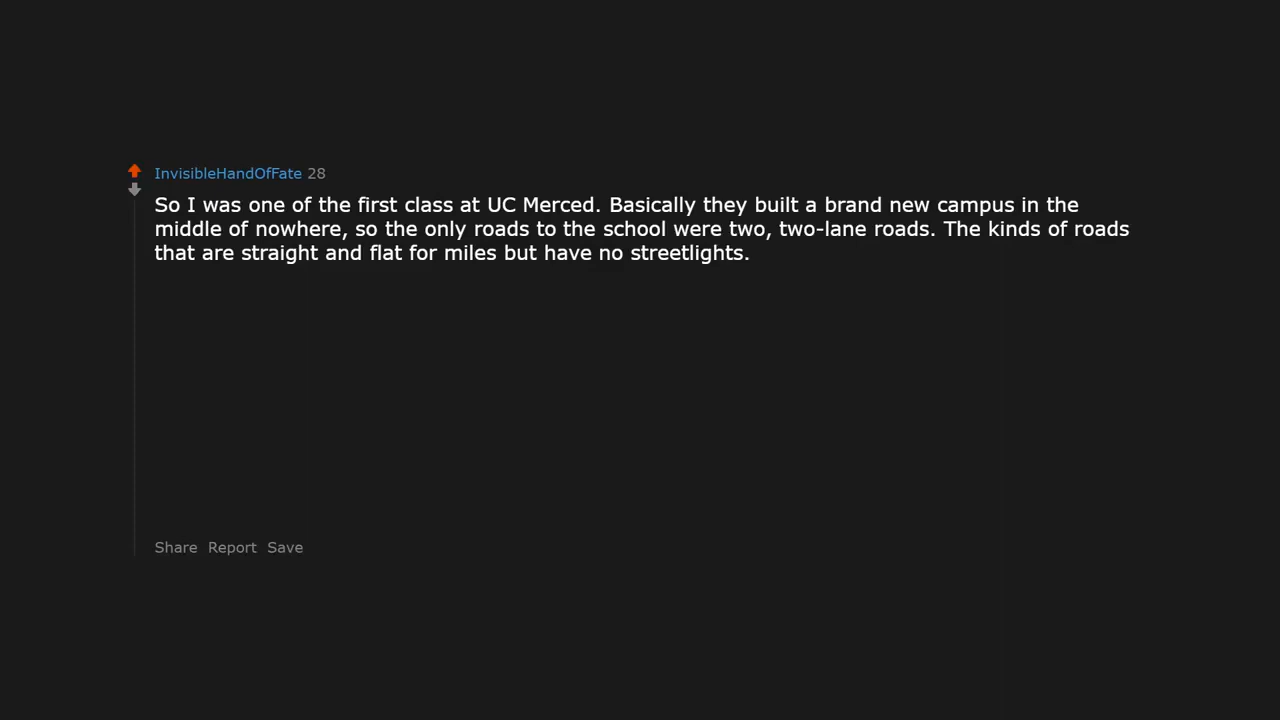 InvisibleHandOfFate 28
So I was one of the first class at UC Merced. Basically they built a brand new campus in the
middle of nowhere, so the only roads to the school were two, two-lane roads. The kinds of roads
that are straight and flat for miles but have no streetlights.
Share Report Save